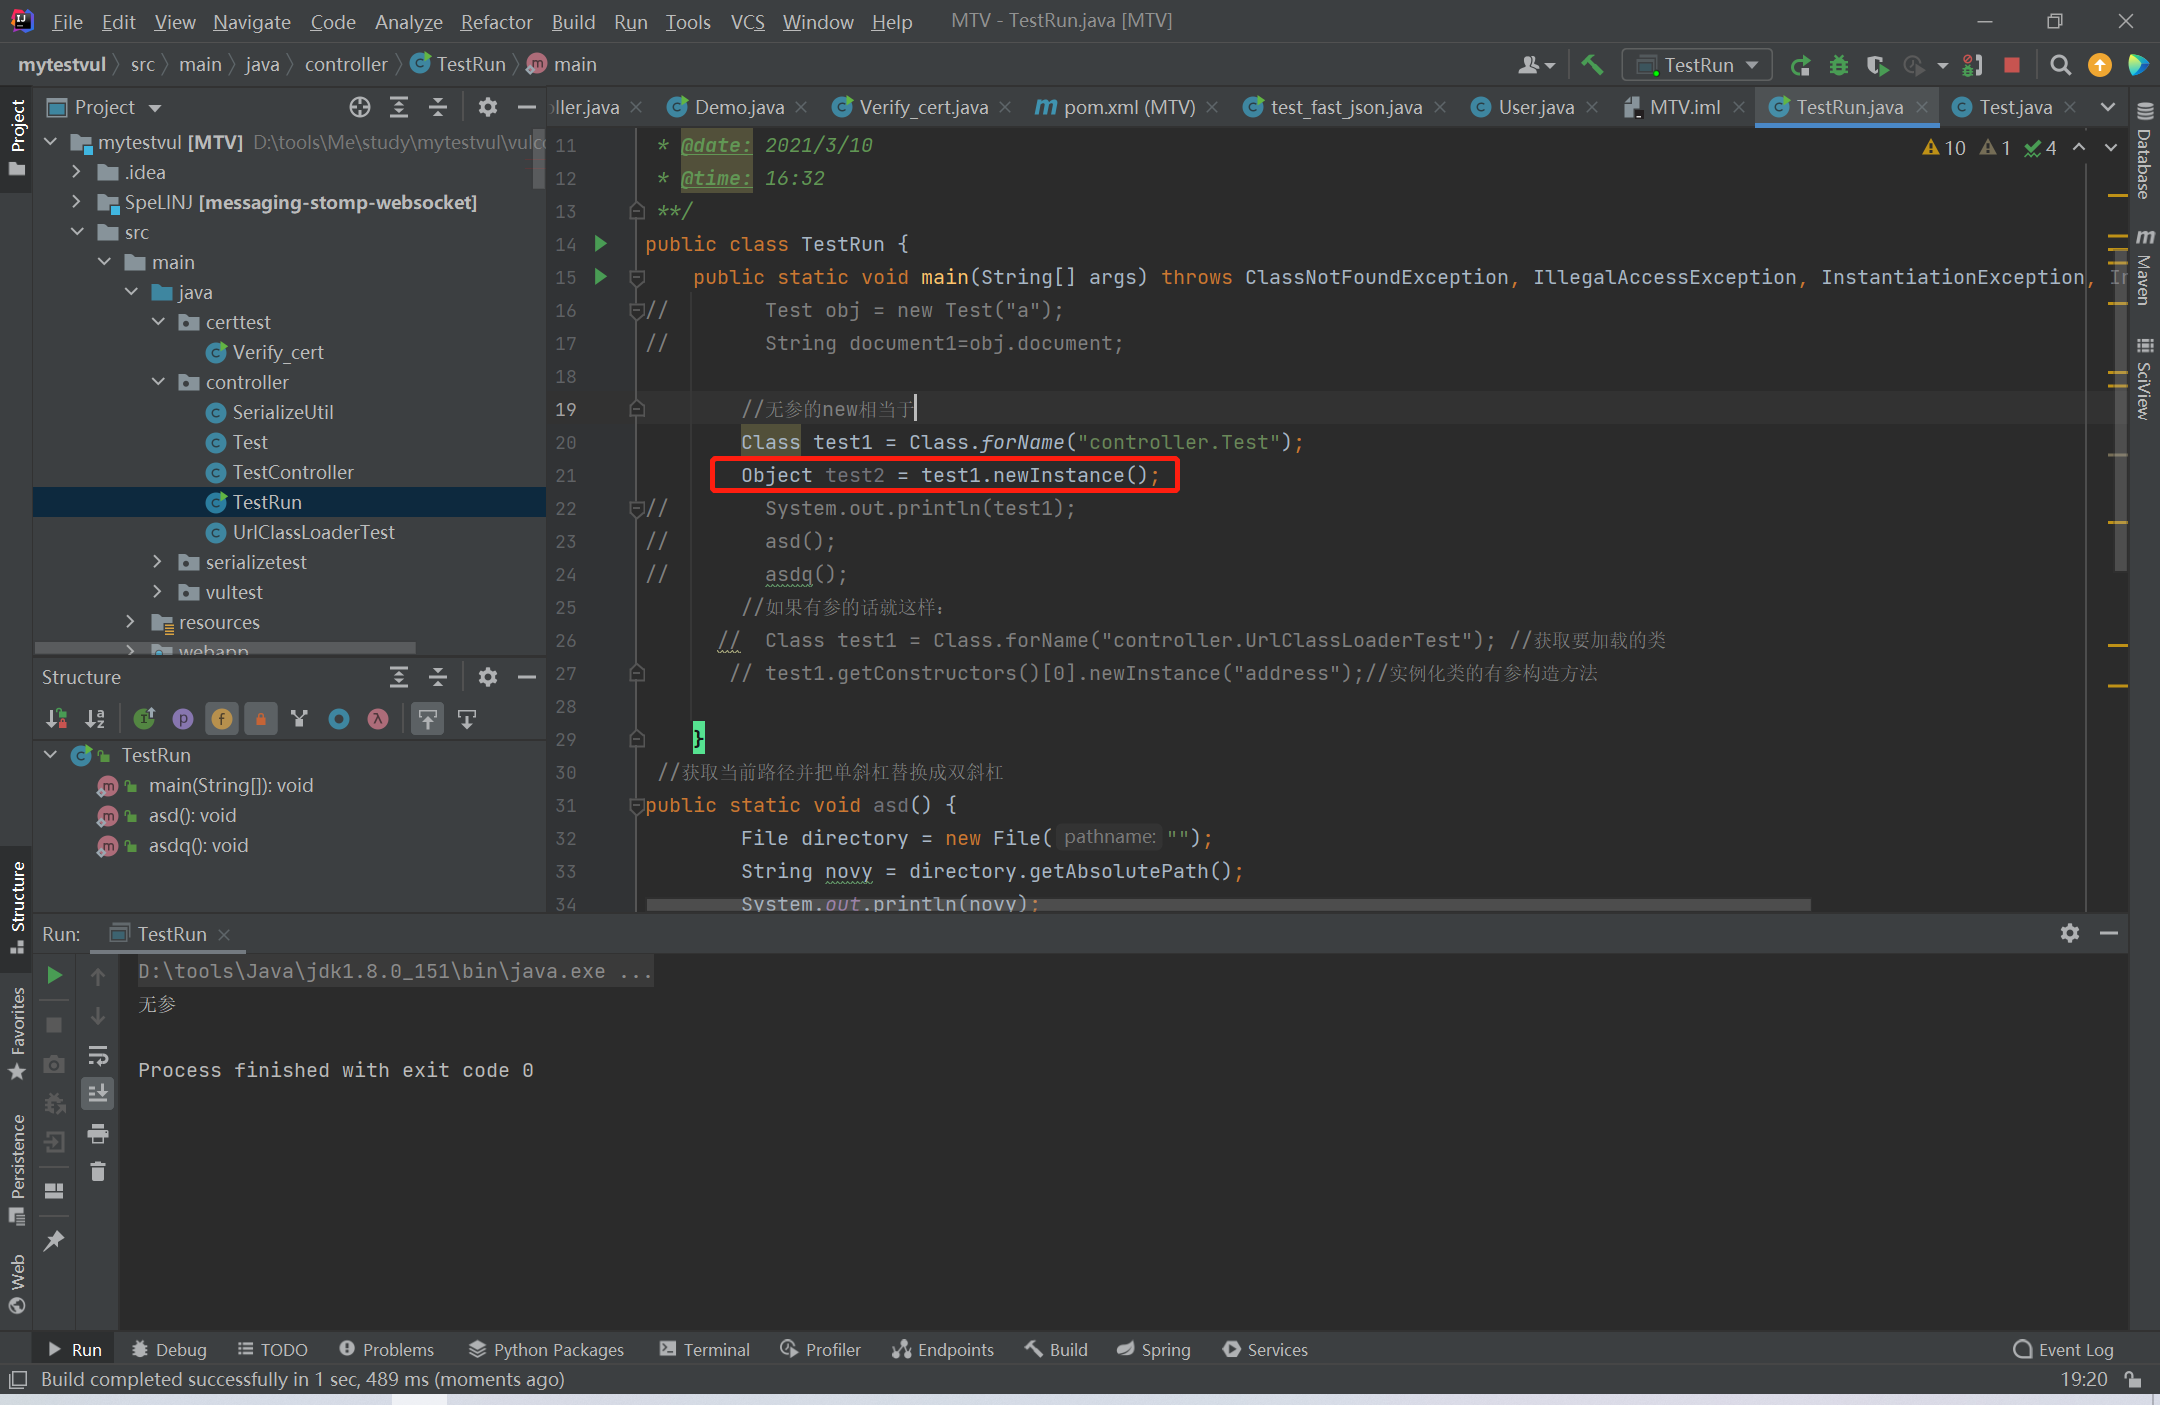 File Edit View Navigate Code Analyze Refactor Build Run Tools VCS Window Help MTV - TestRun.java [MTV]
mytestvul src main java controller TestRun main TestRun
Project
ller.java Demo.java Verify_cert.java pom.xml (MTV) test_fast_json.java User.java MTV.iml TestRun.java Test.java
mytestvul [MTV] D:\tools\Me\study\mytestvul\vulco
.idea
SpeLINJ [messaging-stomp-websocket]
src
main
java
certtest
Verify_cert
controller
SerializeUtil
Test
TestController
TestRun
UrlClassLoaderTest
serializetest
vultest
resources
webapp
Structure
TestRun
main(String[]): void
asd(): void
asdq(): void
10 1 4
11 * @date: 2021/3/10
12 * @time: 16:32
13 **/
14 public class TestRun {
15 public static void main(String[] args) throws ClassNotFoundException, IllegalAccessException, InstantiationException, In
16 // Test obj = new Test("a");
17 // String document1=obj.document;
18
19 //无参的new相当于
20 Class test1 = Class.forName("controller.Test");
21 Object test2 = test1.newInstance();
22 // System.out.println(test1);
23 // asd();
24 // asdq();
25 //如果有参的话就这样:
26 // Class test1 = Class.forName("controller.UrlClassLoaderTest"); //获取要加载的类
27 // test1.getConstructors()[0].newInstance("address");//实例化类的有参构造方法
28
29 }
30 //获取当前路径并把单斜杠替换成双斜杠
31 public static void asd() {
32 File directory = new File( pathname: "");
33 String novy = directory.getAbsolutePath();
34 System.out.println(novy);
Project
Structure
Favorites
Persistence
Web
Database
Maven
SciView
Run: TestRun
D:\tools\Java\jdk1.8.0_151\bin\java.exe ...
无参
Process finished with exit code 0
Run Debug TODO Problems Python Packages Terminal Profiler Endpoints Build Spring Services Event Log
Build completed successfully in 1 sec, 489 ms (moments ago) 19:20